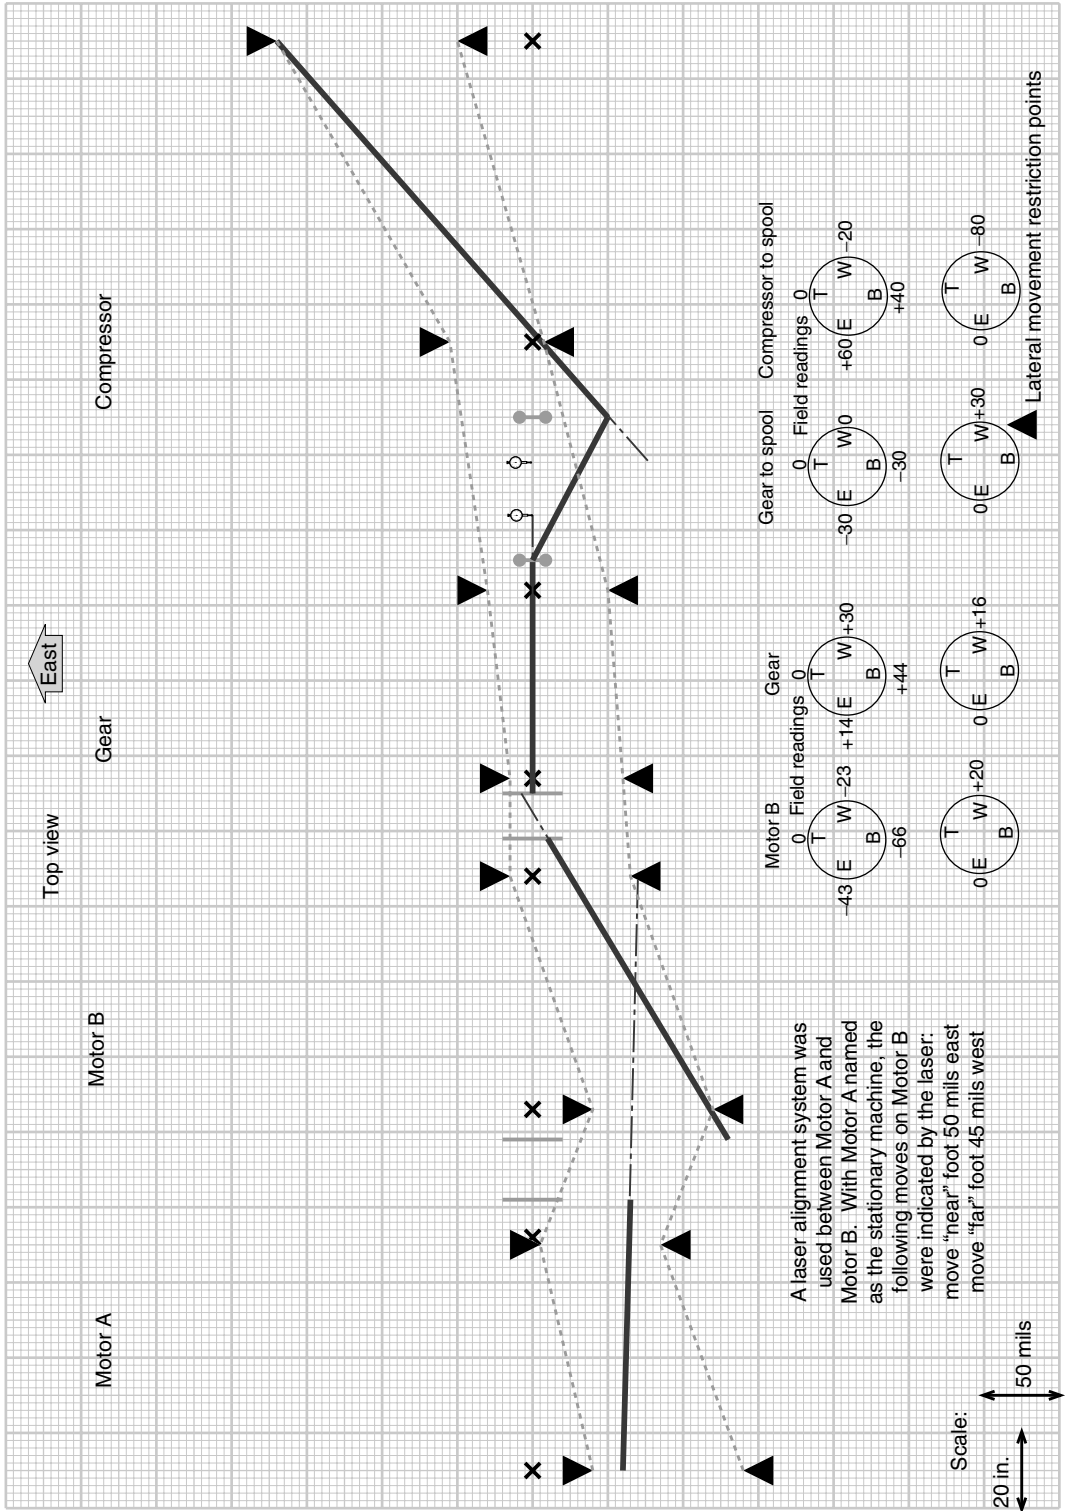 Top view
East
Motor A
Motor B
Gear
Compressor
Motor B
Gear
Field readings
0
T
E
W
B
−43
−23
−66
0
T
E
W
B
+14
+30
+44
T
E
W
B
0
+20
T
E
W
B
0
+16
Gear to spool
Compressor to spool
Field readings
0
T
E
W
B
−30
0
−30
0
T
E
W
B
+60
−20
+40
T
E
W
B
0
+30
T
E
W
B
0
−80
A laser alignment system was
used between Motor A and
Motor B. With Motor A named
as the stationary machine, the
following moves on Motor B
were indicated by the laser:
move “near” foot 50 mils east
move “far” foot 45 mils west
Scale:
20 in.
50 mils
Lateral movement restriction points